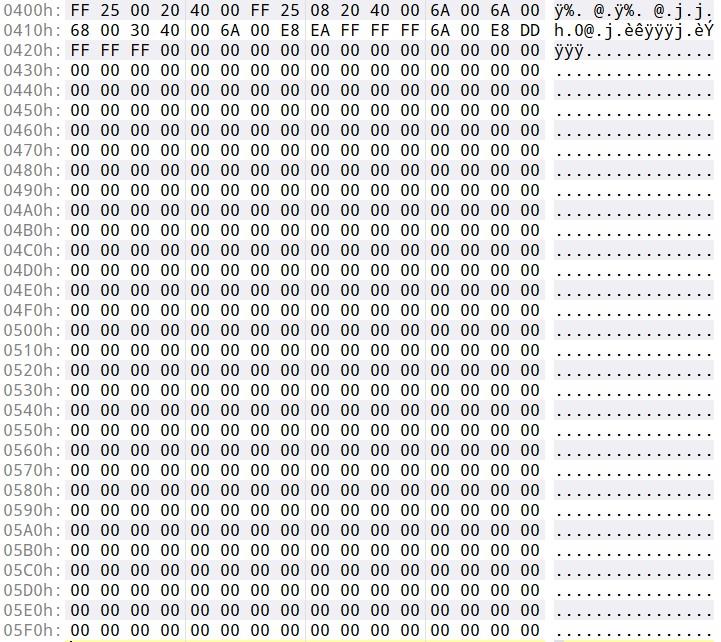 0400h: FF 25 00 20 40 00 FF 25 08 20 40 00 6A 00 6A 00 ÿ%. @.ÿ%. @.j.j.
0410h: 68 00 30 40 00 6A 00 E8 EA FF FF FF 6A 00 E8 DD h.0@.j.èêÿÿÿj.èÝ
0420h: FF FF FF 00 00 00 00 00 00 00 00 00 00 00 00 00 ÿÿÿ.............
0430h: 00 00 00 00 00 00 00 00 00 00 00 00 00 00 00 00 ................
0440h: 00 00 00 00 00 00 00 00 00 00 00 00 00 00 00 00 ................
0450h: 00 00 00 00 00 00 00 00 00 00 00 00 00 00 00 00 ................
0460h: 00 00 00 00 00 00 00 00 00 00 00 00 00 00 00 00 ................
0470h: 00 00 00 00 00 00 00 00 00 00 00 00 00 00 00 00 ................
0480h: 00 00 00 00 00 00 00 00 00 00 00 00 00 00 00 00 ................
0490h: 00 00 00 00 00 00 00 00 00 00 00 00 00 00 00 00 ................
04A0h: 00 00 00 00 00 00 00 00 00 00 00 00 00 00 00 00 ................
04B0h: 00 00 00 00 00 00 00 00 00 00 00 00 00 00 00 00 ................
04C0h: 00 00 00 00 00 00 00 00 00 00 00 00 00 00 00 00 ................
04D0h: 00 00 00 00 00 00 00 00 00 00 00 00 00 00 00 00 ................
04E0h: 00 00 00 00 00 00 00 00 00 00 00 00 00 00 00 00 ................
04F0h: 00 00 00 00 00 00 00 00 00 00 00 00 00 00 00 00 ................
0500h: 00 00 00 00 00 00 00 00 00 00 00 00 00 00 00 00 ................
0510h: 00 00 00 00 00 00 00 00 00 00 00 00 00 00 00 00 ................
0520h: 00 00 00 00 00 00 00 00 00 00 00 00 00 00 00 00 ................
0530h: 00 00 00 00 00 00 00 00 00 00 00 00 00 00 00 00 ................
0540h: 00 00 00 00 00 00 00 00 00 00 00 00 00 00 00 00 ................
0550h: 00 00 00 00 00 00 00 00 00 00 00 00 00 00 00 00 ................
0560h: 00 00 00 00 00 00 00 00 00 00 00 00 00 00 00 00 ................
0570h: 00 00 00 00 00 00 00 00 00 00 00 00 00 00 00 00 ................
0580h: 00 00 00 00 00 00 00 00 00 00 00 00 00 00 00 00 ................
0590h: 00 00 00 00 00 00 00 00 00 00 00 00 00 00 00 00 ................
05A0h: 00 00 00 00 00 00 00 00 00 00 00 00 00 00 00 00 ................
05B0h: 00 00 00 00 00 00 00 00 00 00 00 00 00 00 00 00 ................
05C0h: 00 00 00 00 00 00 00 00 00 00 00 00 00 00 00 00 ................
05D0h: 00 00 00 00 00 00 00 00 00 00 00 00 00 00 00 00 ................
05E0h: 00 00 00 00 00 00 00 00 00 00 00 00 00 00 00 00 ................
05F0h: 00 00 00 00 00 00 00 00 00 00 00 00 00 00 00 00 ................